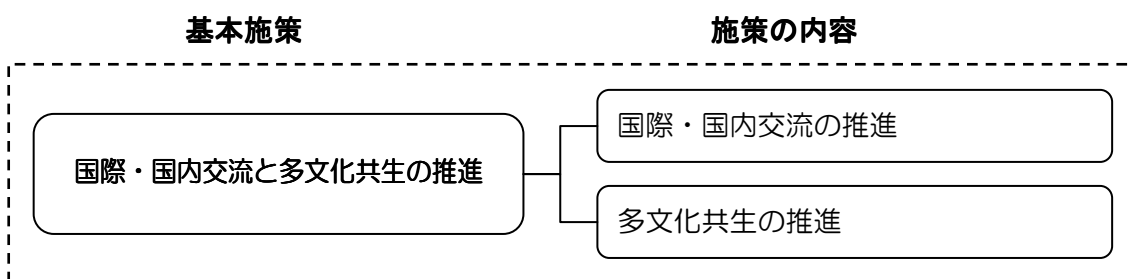 基本施策
施策の内容
国際・国内交流と多文化共生の推進
国際・国内交流の推進
多文化共生の推進